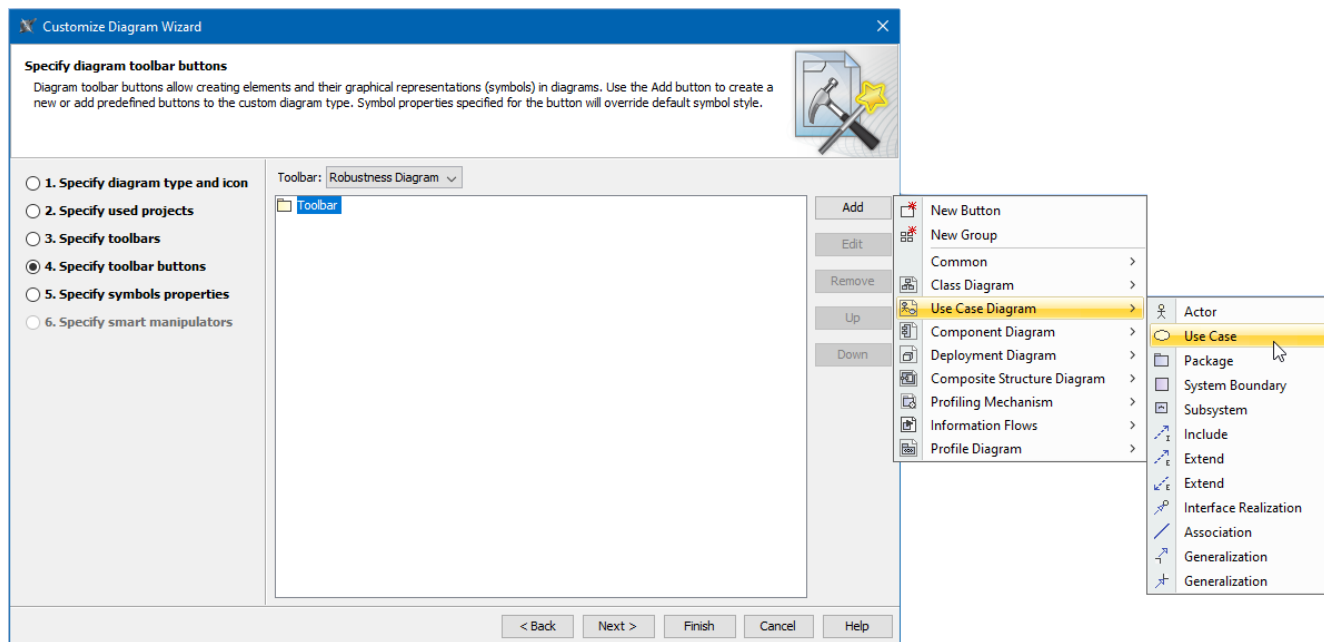 Customize Diagram Wizard
Specify diagram toolbar buttons
Diagram toolbar buttons allow creating elements and their graphical representations (symbols) in diagrams. Use the Add button to create a
new or add predefined buttons to the custom diagram type. Symbol properties specified for the button will override default symbol style.
1. Specify diagram type and icon
2. Specify used projects
3. Specify toolbars
4. Specify toolbar buttons
5. Specify symbols properties
6. Specify smart manipulators
Toolbar: Robustness Diagram
Toolbar
Add
Edit
Remove
Up
Down
New Button
New Group
Common
Class Diagram
Use Case Diagram
Component Diagram
Deployment Diagram
Composite Structure Diagram
Profiling Mechanism
Information Flows
Profile Diagram
Actor
Use Case
Package
System Boundary
Subsystem
Include
Extend
Extend
Interface Realization
Association
Generalization
Generalization
< Back
Next >
Finish
Cancel
Help